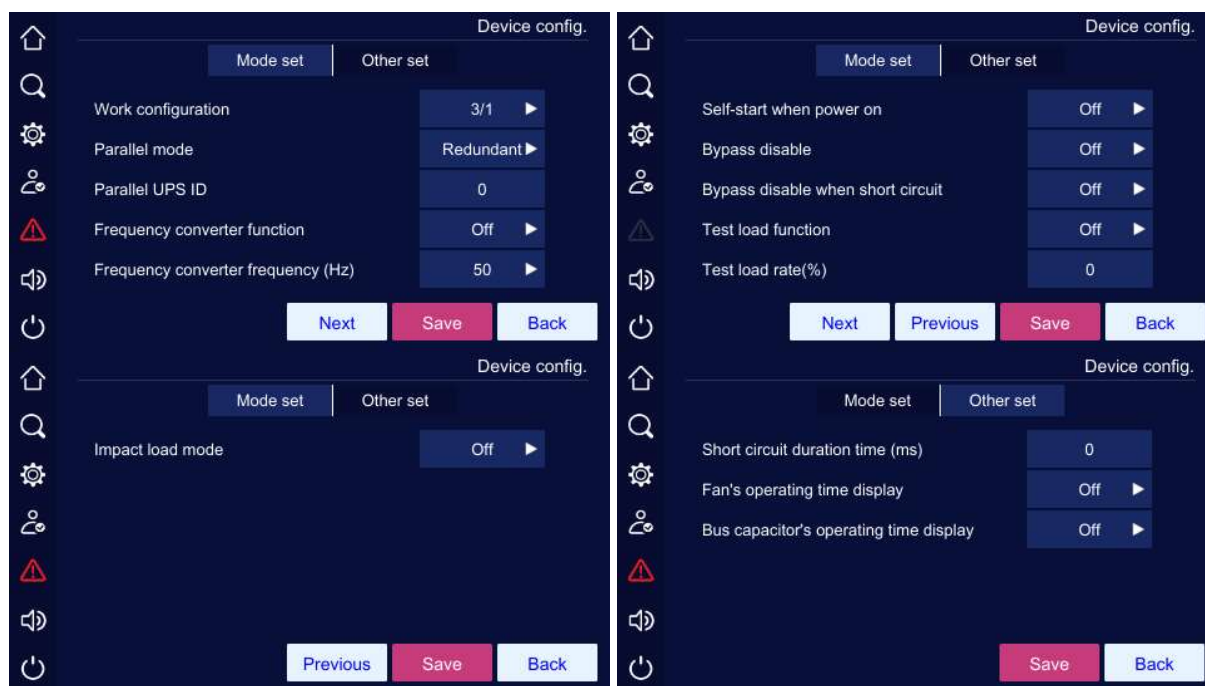 Device config.
Mode set Other set
Work configuration 3/1
Parallel mode Redundant
Parallel UPS ID 0
Frequency converter function Off
Frequency converter frequency (Hz) 50
Next Save Back
Device config.
Mode set Other set
Self-start when power on Off
Bypass disable Off
Bypass disable when short circuit Off
Test load function Off
Test load rate(%) 0
Next Previous Save Back
Device config.
Mode set Other set
Impact load mode Off
Previous Save Back
Device config.
Mode set Other set
Short circuit duration time (ms) 0
Fan's operating time display Off
Bus capacitor's operating time display Off
Save Back